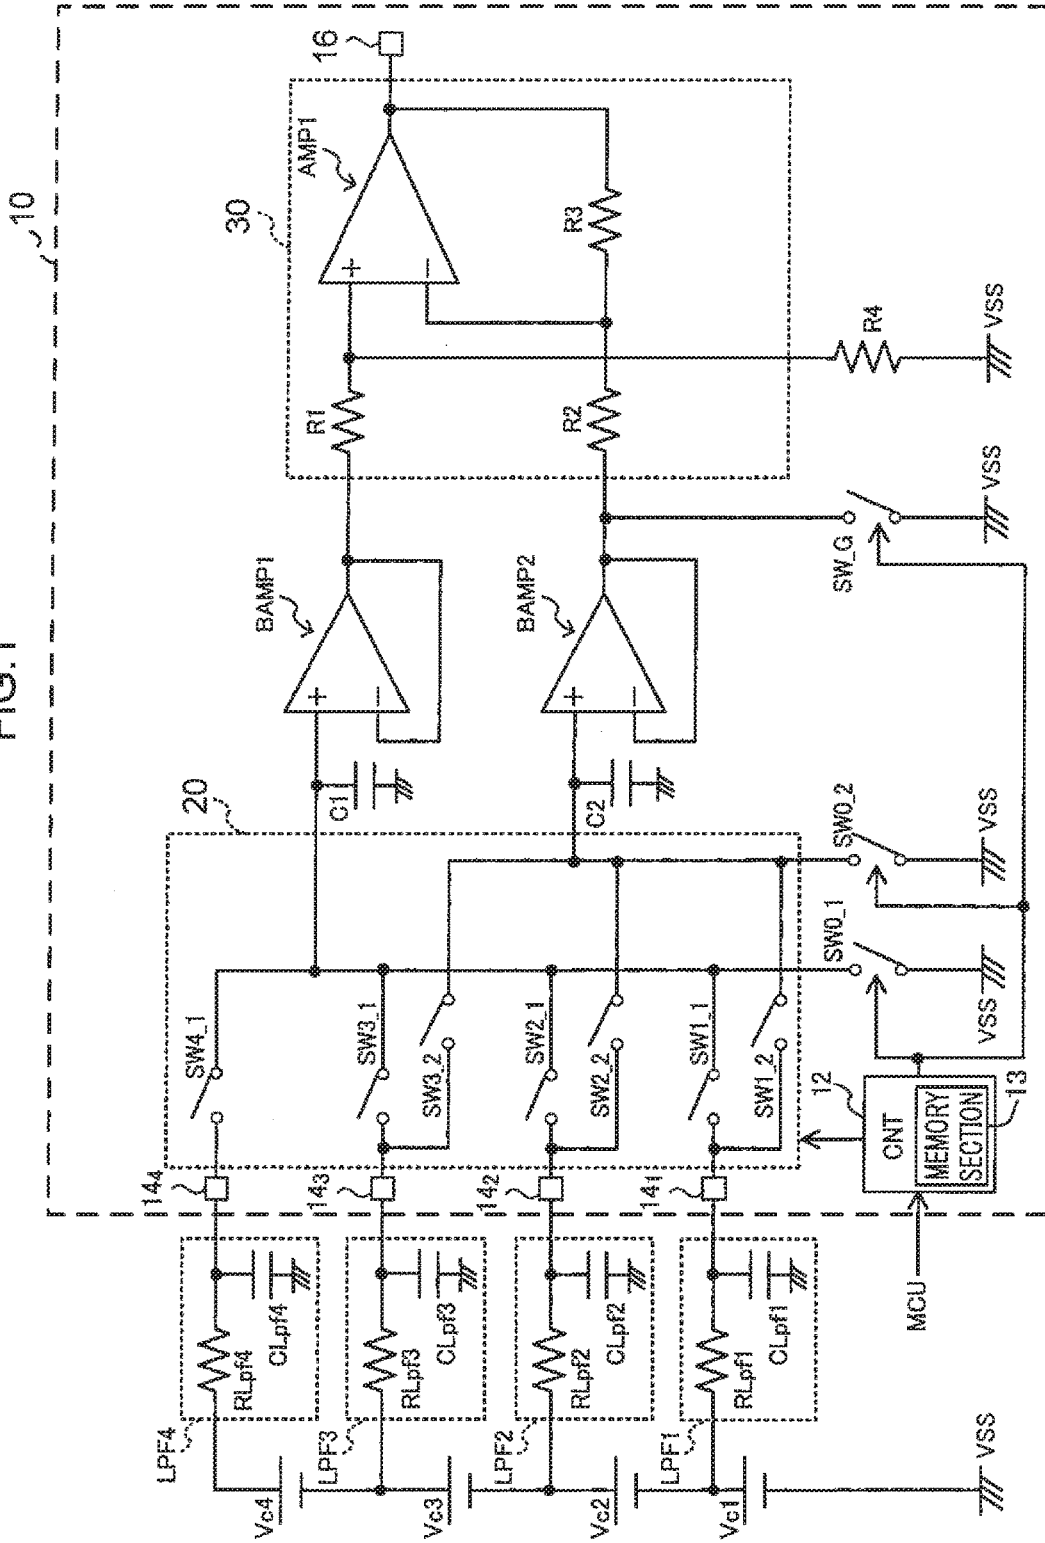 FIG.1
10
16
30
AMP1
+
−
R3
R1
R2
R4
VSS
BAMP1
+
−
BAMP2
+
−
SW_G
VSS
20
C1
C2
SW0_2
VSS
SW0_1
VSS
SW4_1
SW3_1
SW3_2
SW2_1
SW2_2
SW1_1
SW1_2
12
CNT
MEMORY
SECTION
13
MCU
144
143
142
141
LPF4
RLpf4
CLpf4
LPF3
RLpf3
CLpf3
LPF2
RLpf2
CLpf2
LPF1
RLpf1
CLpf1
Vc4
Vc3
Vc2
Vc1
VSS